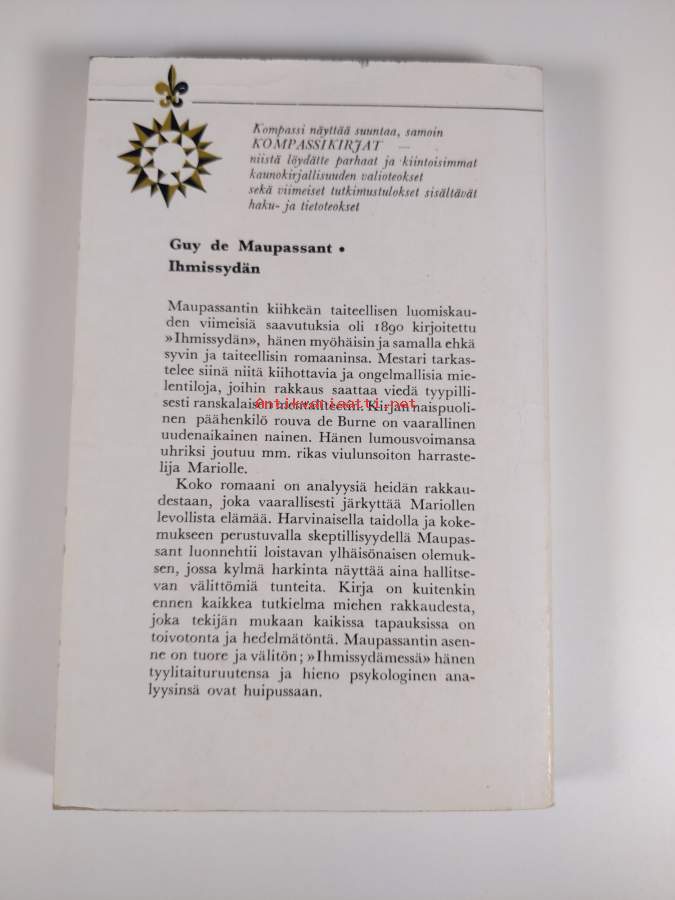 Kompassi näyttää suuntaa, samoin
KOMPASSIKIRJAT —
niistä löydätte parhaat ja kiintoisimmat
kaunokirjallisuuden valioteokset
sekä viimeiset tutkimustulokset sisältävät
haku- ja tietoteokset
Guy de Maupassant •
Ihmissydän
Maupassantin kiihkeän taiteellisen luomiskau-
den viimeisiä saavutuksia oli 1890 kirjoitettu
»Ihmissydän», hänen myöhäisin ja samalla ehkä
syvin ja taiteellisin romaaninsa. Mestari tarkas-
telee siinä niitä kiihottavia ja ongelmallisia mie-
lentiloja, joihin rakkaus saattaa viedä tyypilli-
sesti ranskalaisen mentaliteetin. Kirjan naispuoli-
Antikvariaatti.net
nen päähenkilö rouva de Burne on vaarallinen
uudenaikainen nainen. Hänen lumousvoimansa
uhriksi joutuu mm. rikas viulunsoiton harraste-
lija Mariolle.
Koko romaani on analyysiä heidän rakkau-
destaan, joka vaarallisesti järkyttää Mariollen
levollista elämää. Harvinaisella taidolla ja koke-
mukseen perustuvalla skeptillisyydellä Maupas-
sant luonnehtii loistavan ylhäisönaisen olemuk-
sen, jossa kylmä harkinta näyttää aina hallitse-
van välittömiä tunteita. Kirja on kuitenkin
ennen kaikkea tutkielma miehen rakkaudesta,
joka tekijän mukaan kaikissa tapauksissa on
toivotonta ja hedelmätöntä. Maupassantin asen-
ne on tuore ja välitön; »Ihmissydämessä» hänen
tyylitaituruutensa ja hieno psykologinen ana-
lyysinsä ovat huipussaan.